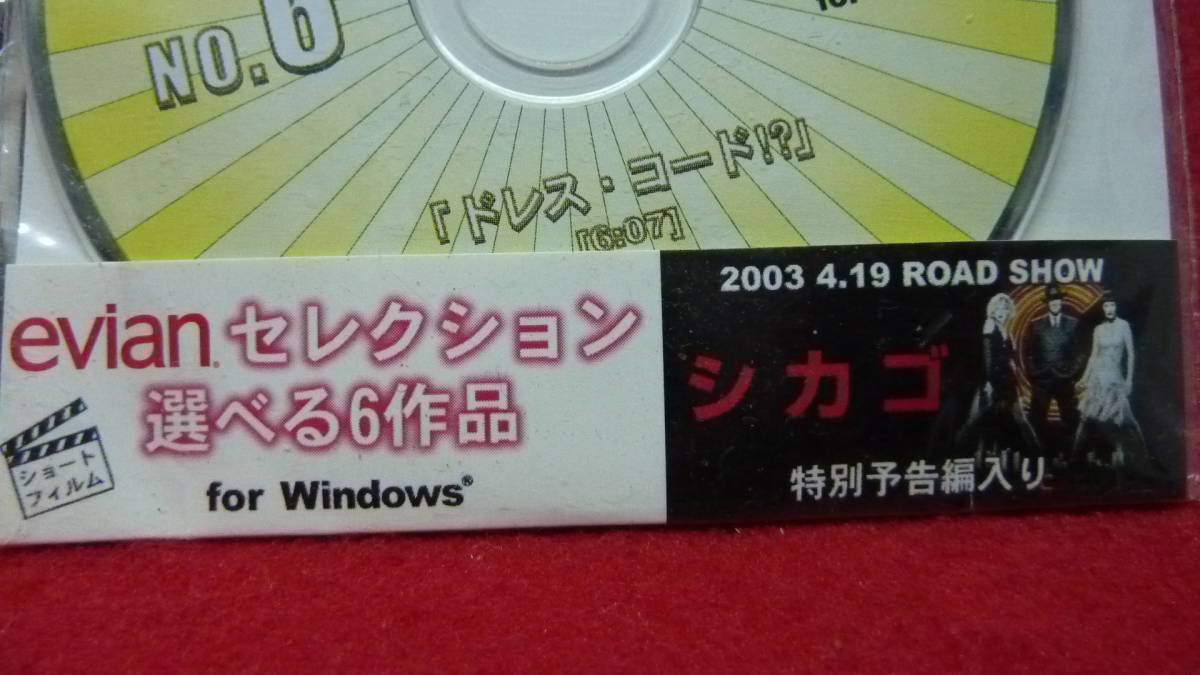 NO.6
「ドレス・コード!?」
[6:07]
evian. セレクション
選べる6作品
ショート
フィルム
for Windows®
2003 4.19 ROAD SHOW
シカゴ
特別予告編入り